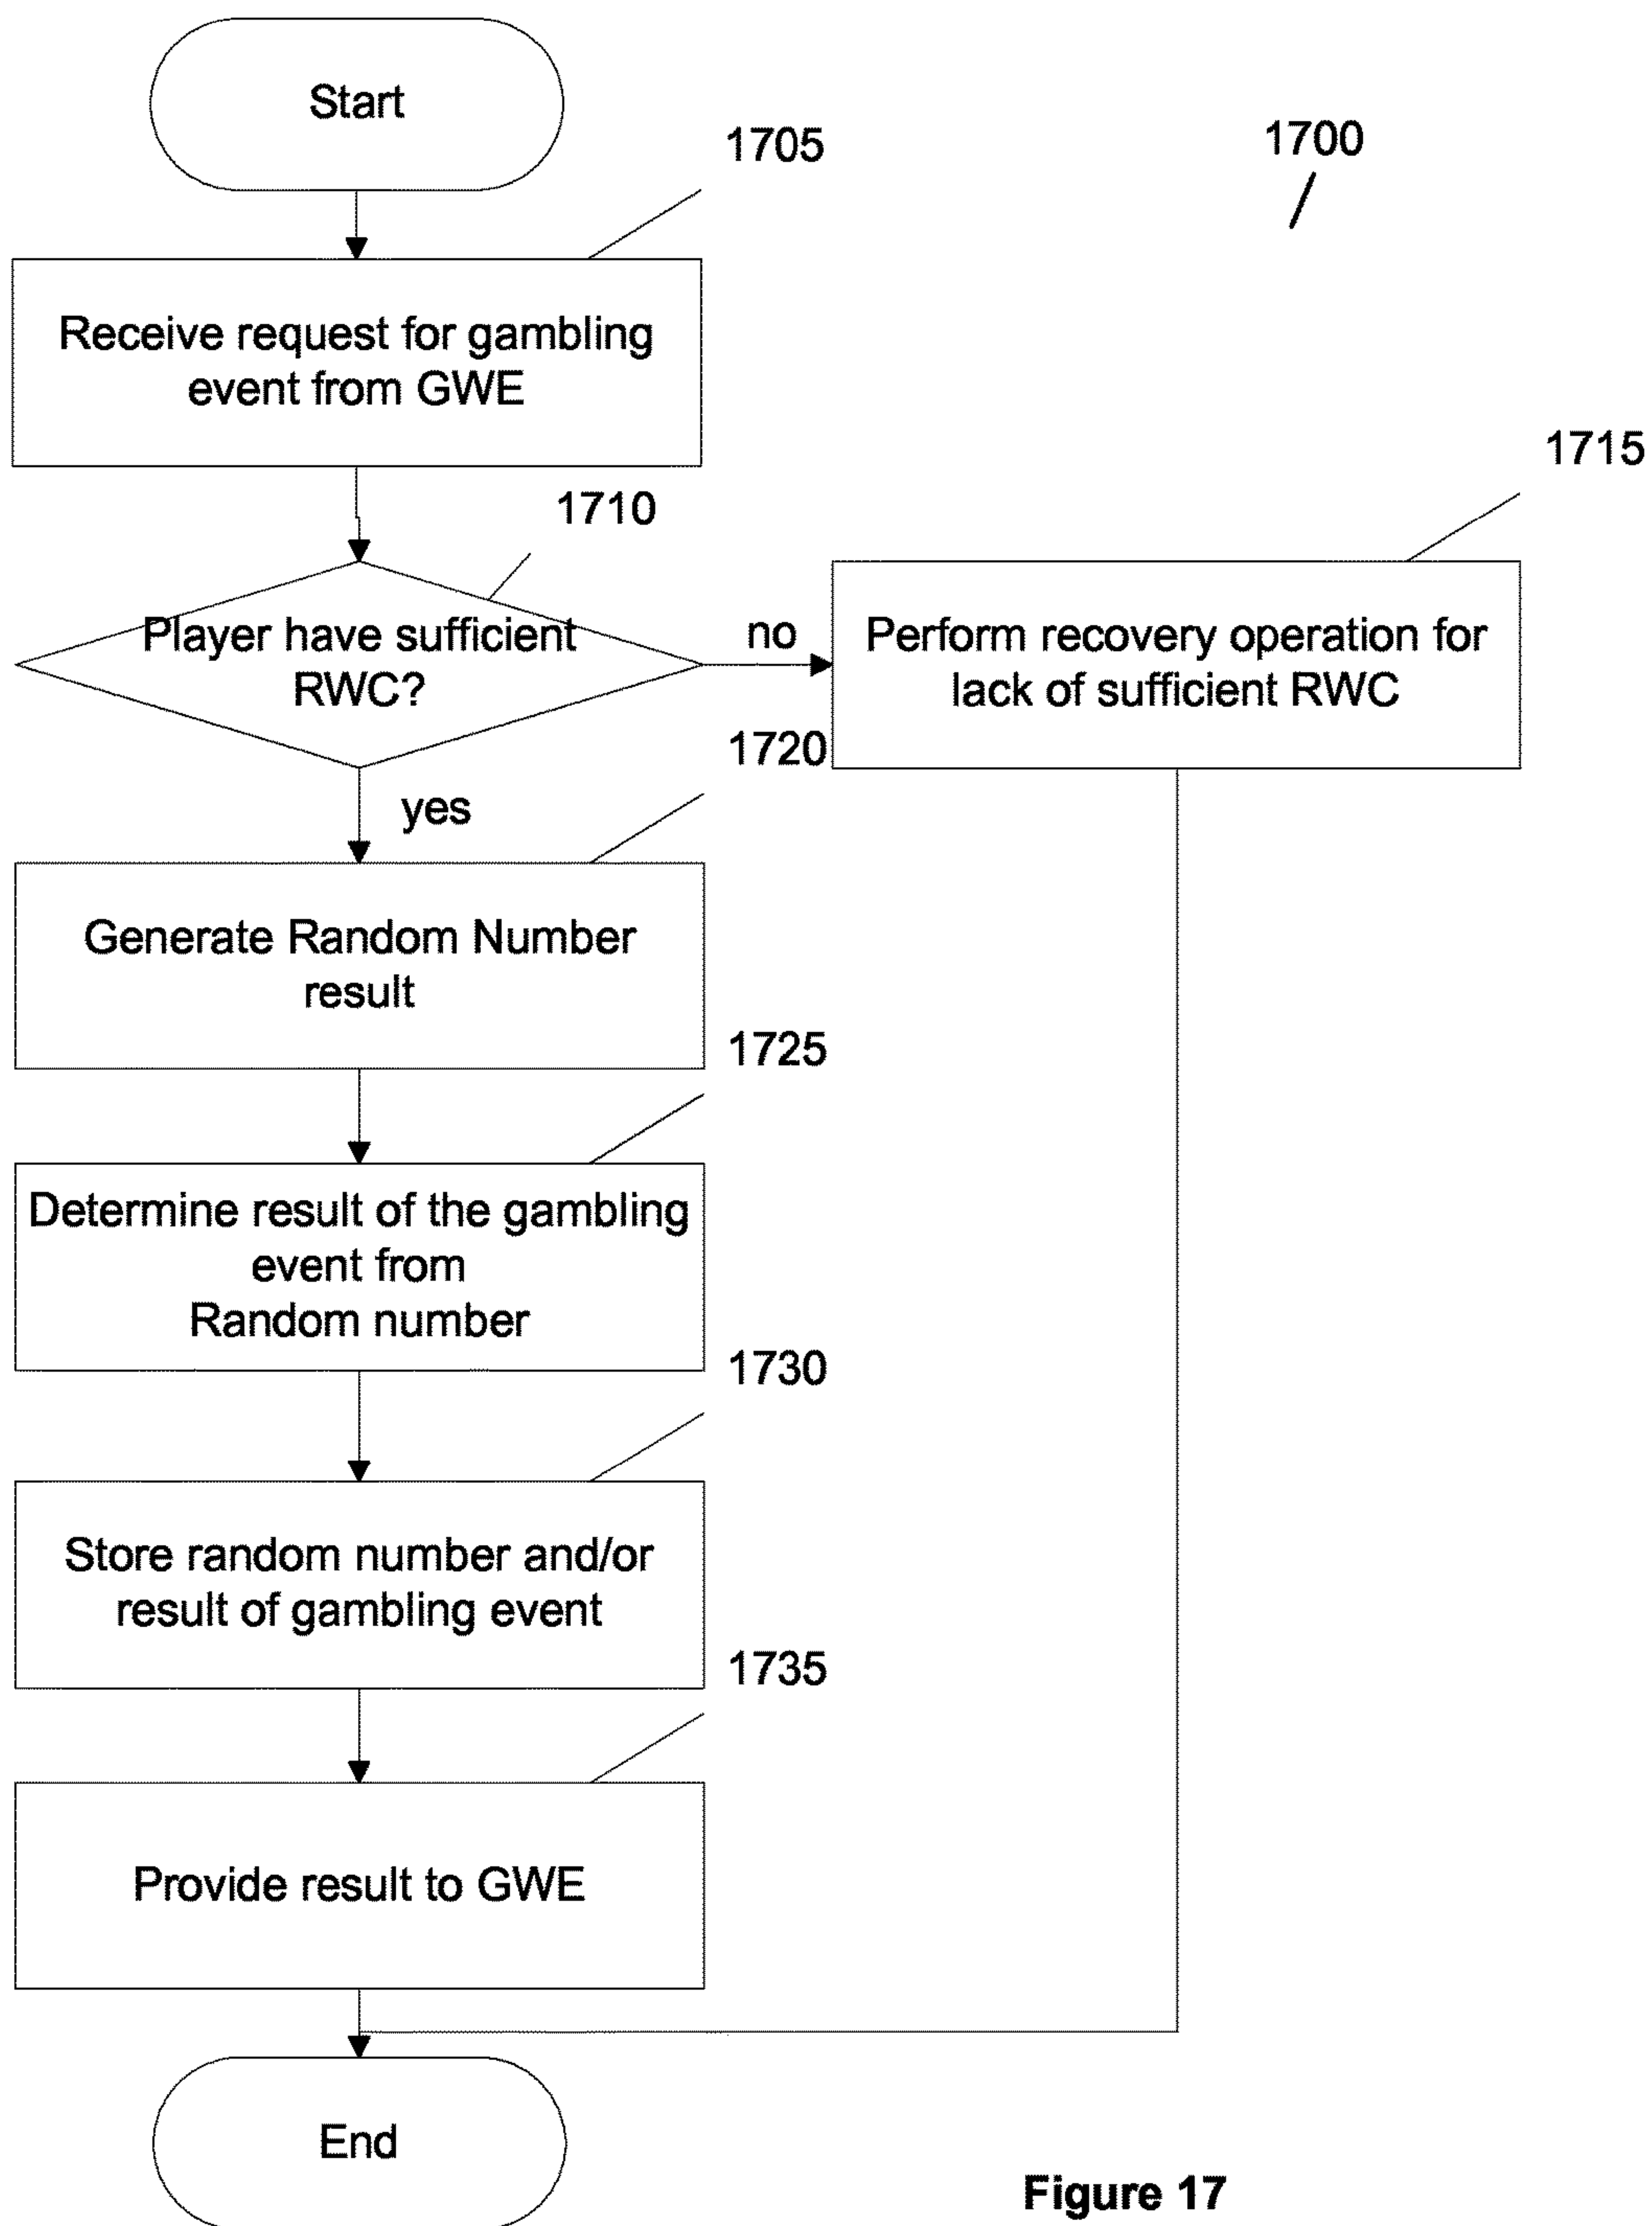 Start
1705
1700
Receive request for gambling
event from GWE
1710
1715
Player have sufficient
RWC?
no
Perform recovery operation for
lack of sufficient RWC
1720
yes
Generate Random Number
result
1725
Determine result of the gambling
event from
Random number
1730
Store random number and/or
result of gambling event
1735
Provide result to GWE
End
Figure 17